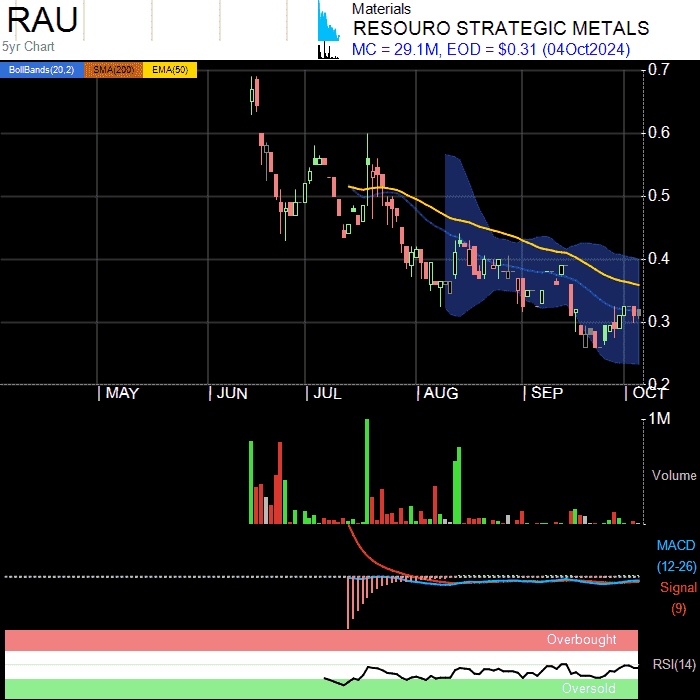 RAU
5yr Chart
Materials
RESOURO STRATEGIC METALS
MC = 29.1M, EOD = $0.31 (04Oct2024)
BollBands(20,2) SMA(200) EMA(50)
0.7
0.6
0.5
0.4
0.3
0.2
MAY JUN JUL AUG SEP OCT
1M
Volume
MACD
(12-26)
Signal
(9)
Overbought
RSI(14)
Oversold